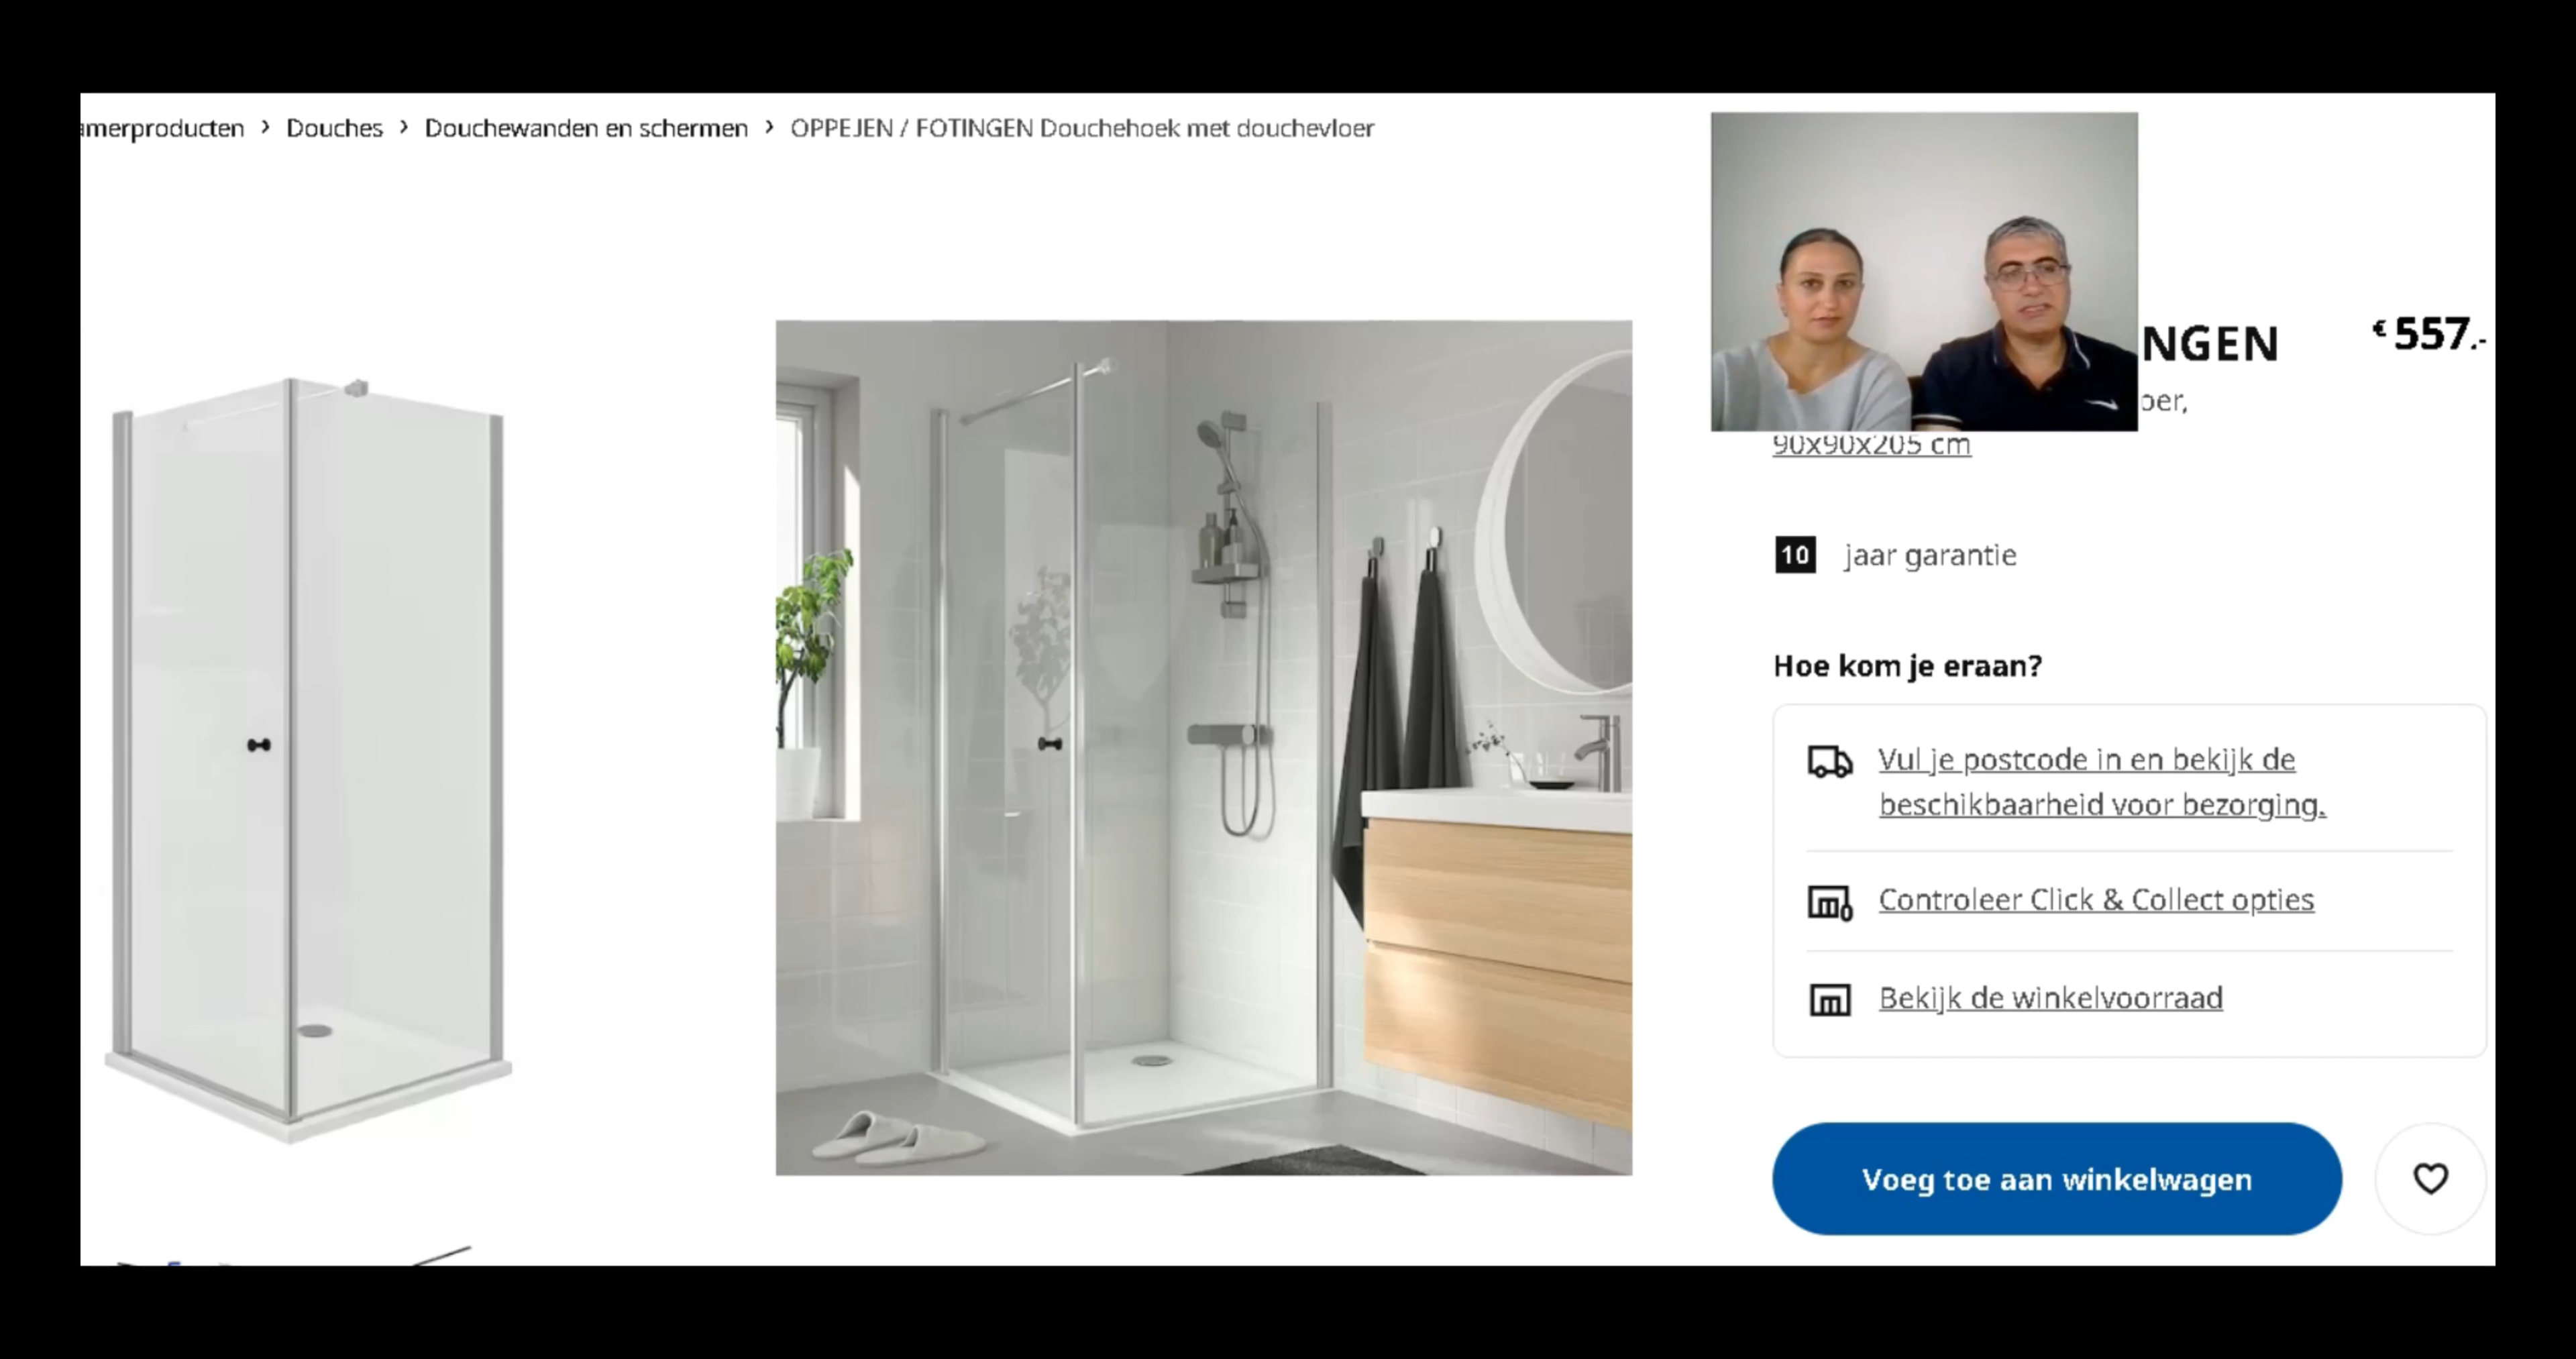 amerproducten > Douches > Douchewanden en schermen > OPPEJEN / FOTINGEN Douchehoek met douchevloer
NGEN
€ 557.-
oer,
90x90x205 cm
10 jaar garantie
Hoe kom je eraan?
Vul je postcode in en bekijk de
beschikbaarheid voor bezorging.
Controleer Click & Collect opties
Bekijk de winkelvoorraad
Voeg toe aan winkelwagen